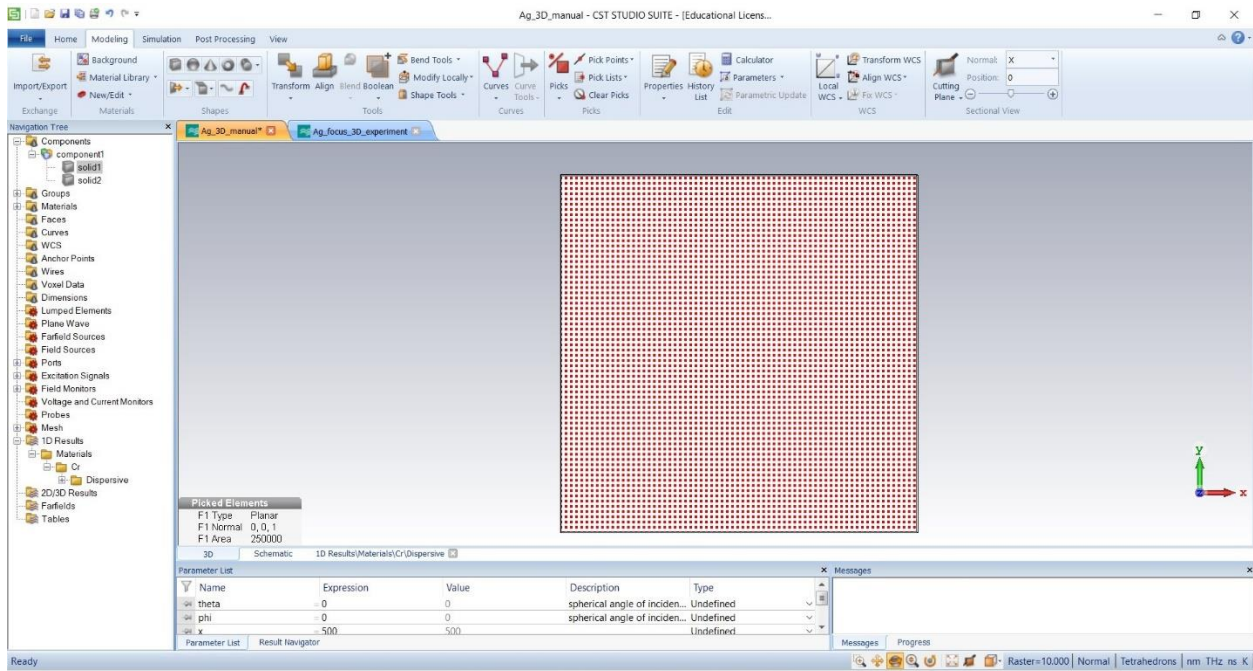 Ag_3D_manual - CST STUDIO SUITE - [Educational Licens...
File Home Modeling Simulation Post Processing View
Import/Export
Exchange
Background
Material Library
New/Edit
Materials
Shapes
Transform Align Blend Boolean
Bend Tools
Modify Locally
Shape Tools
Tools
Curves Curve Tools
Curves
Picks
Pick Points
Pick Lists
Clear Picks
Picks
Properties History List
Calculator
Parameters
Parametric Update
Edit
Local WCS
Transform WCS
Align WCS
Fix WCS
WCS
Cutting Plane
Normal: X
Position: 0
Sectional View
Navigation Tree
Ag_3D_manual* Ag_focus_3D_experiment
Components
component1
solid1
solid2
Groups
Materials
Faces
Curves
WCS
Anchor Points
Wires
Voxel Data
Dimensions
Lumped Elements
Plane Wave
Farfield Sources
Field Sources
Ports
Excitation Signals
Field Monitors
Voltage and Current Monitors
Probes
Mesh
1D Results
Materials
Cr
Dispersive
2D/3D Results
Farfields
Tables
y
x
z
Picked Elements
F1 Type Planar
F1 Normal 0, 0, 1
F1 Area 250000
3D Schematic 1D Results\Materials\Cr\Dispersive
Parameter List
Name Expression Value Description Type
theta = 0 0 spherical angle of inciden... Undefined
phi = 0 0 spherical angle of inciden... Undefined
x = 500 500 Undefined
Parameter List Result Navigator
Messages
Messages Progress
Ready
Raster=10.000 Normal Tetrahedrons nm THz ns K